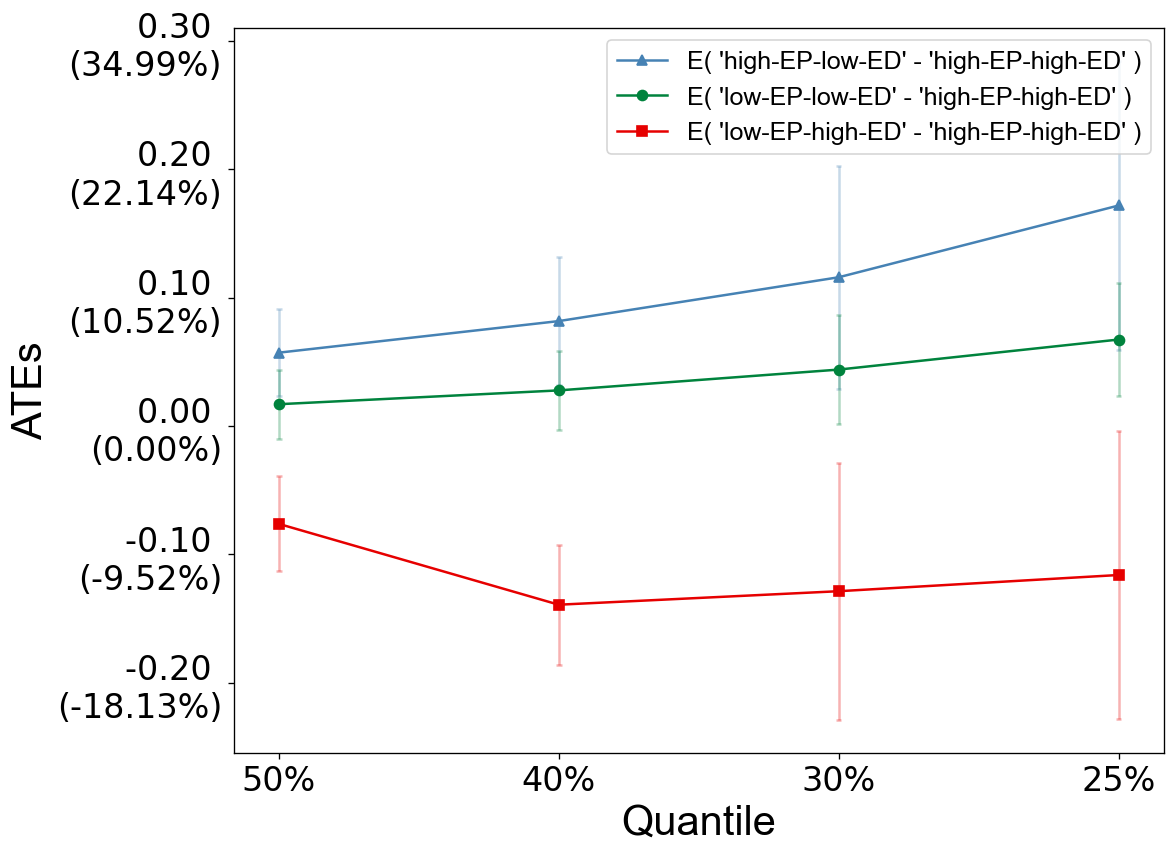 0.30
(34.99%)
0.20
(22.14%)
0.10
(10.52%)
0.00
(0.00%)
-0.10
(-9.52%)
-0.20
(-18.13%)
ATEs
E( 'high-EP-low-ED' - 'high-EP-high-ED' )
E( 'low-EP-low-ED' - 'high-EP-high-ED' )
E( 'low-EP-high-ED' - 'high-EP-high-ED' )
50% 40% 30% 25%
Quantile